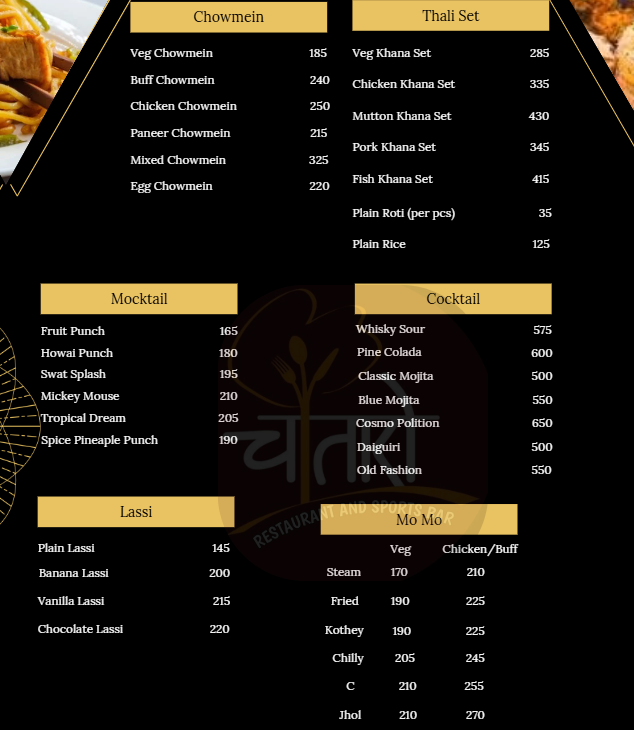 Chowmein
Veg Chowmein 185
Buff Chowmein 240
Chicken Chowmein 250
Paneer Chowmein 215
Mixed Chowmein 325
Egg Chowmein 220
Thali Set
Veg Khana Set 285
Chicken Khana Set 335
Mutton Khana Set 430
Pork Khana Set 345
Fish Khana Set 415
Plain Roti (per pcs) 35
Plain Rice 125
Mocktail
Fruit Punch 165
Howai Punch 180
Swat Splash 195
Mickey Mouse 210
Tropical Dream 205
Spice Pineaple Punch 190
Cocktail
Whisky Sour 575
Pine Colada 600
Classic Mojita 500
Blue Mojita 550
Cosmo Polition 650
Daiguiri 500
Old Fashion 550
RESTAURANT AND SPORTS BAR
Lassi
Plain Lassi 145
Banana Lassi 200
Vanilla Lassi 215
Chocolate Lassi 220
Mo Mo
Veg Chicken/Buff
Steam 170 210
Fried 190 225
Kothey 190 225
Chilly 205 245
C 210 255
Jhol 210 270